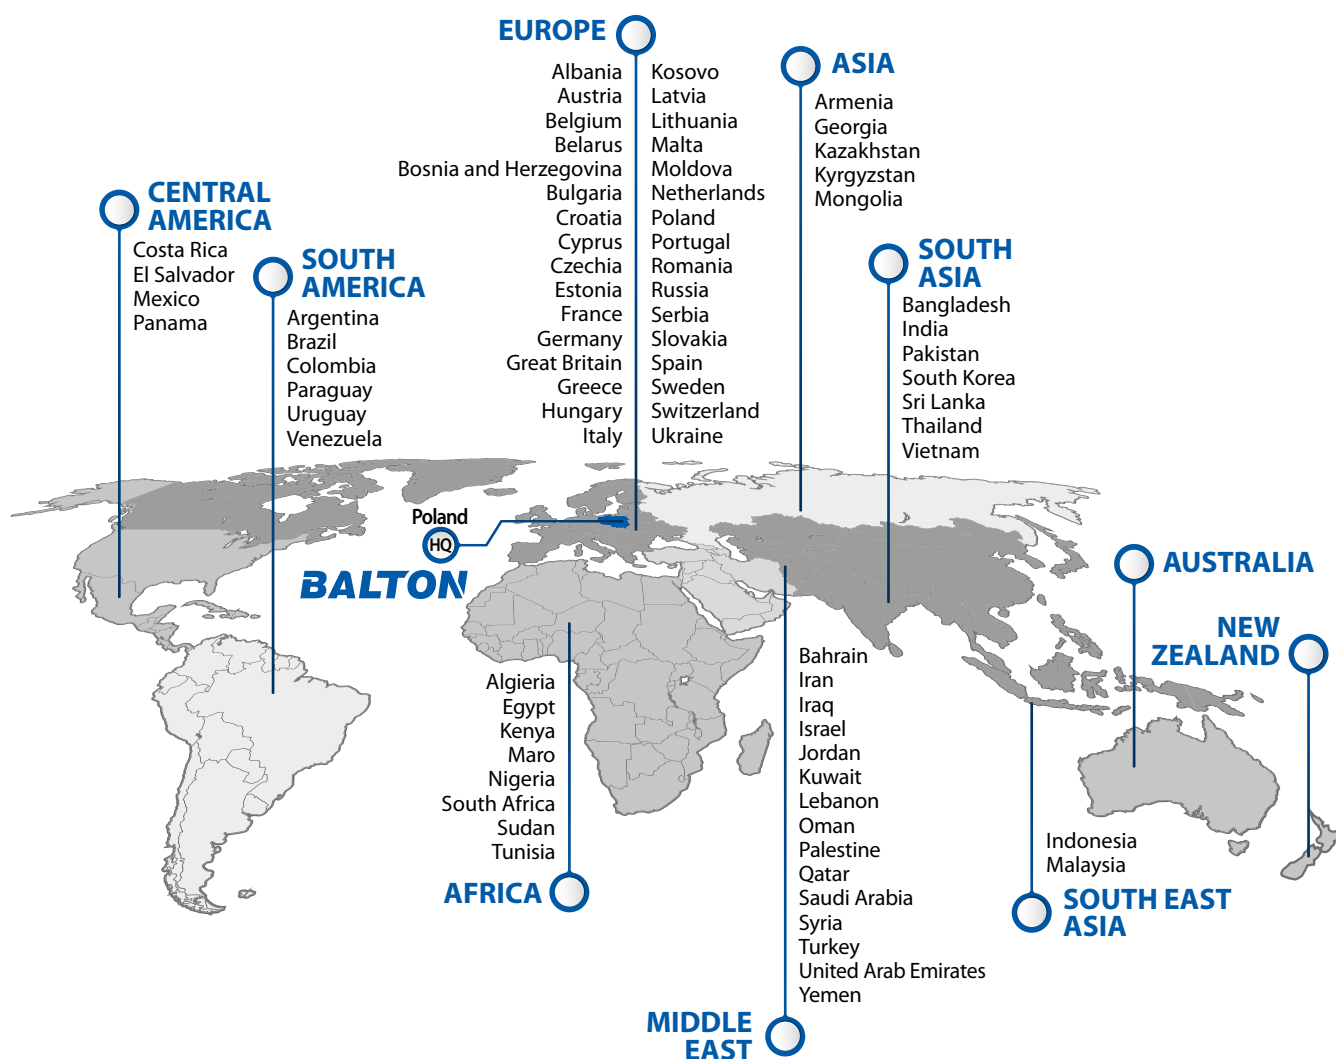 EUROPE
Albania
Austria
Belgium
Belarus
Bosnia and Herzegovina
Bulgaria
Croatia
Cyprus
Czechia
Estonia
France
Germany
Great Britain
Greece
Hungary
Italy
Kosovo
Latvia
Lithuania
Malta
Moldova
Netherlands
Poland
Portugal
Romania
Russia
Serbia
Slovakia
Spain
Sweden
Switzerland
Ukraine
ASIA
Armenia
Georgia
Kazakhstan
Kyrgyzstan
Mongolia
CENTRAL
AMERICA
Costa Rica
El Salvador
Mexico
Panama
SOUTH
AMERICA
Argentina
Brazil
Colombia
Paraguay
Uruguay
Venezuela
SOUTH
ASIA
Bangladesh
India
Pakistan
South Korea
Sri Lanka
Thailand
Vietnam
Poland
HQ
BALTON
AUSTRALIA
NEW
ZEALAND
Algieria
Egypt
Kenya
Maro
Nigeria
South Africa
Sudan
Tunisia
AFRICA
Bahrain
Iran
Iraq
Israel
Jordan
Kuwait
Lebanon
Oman
Palestine
Qatar
Saudi Arabia
Syria
Turkey
United Arab Emirates
Yemen
MIDDLE
EAST
Indonesia
Malaysia
SOUTH EAST
ASIA